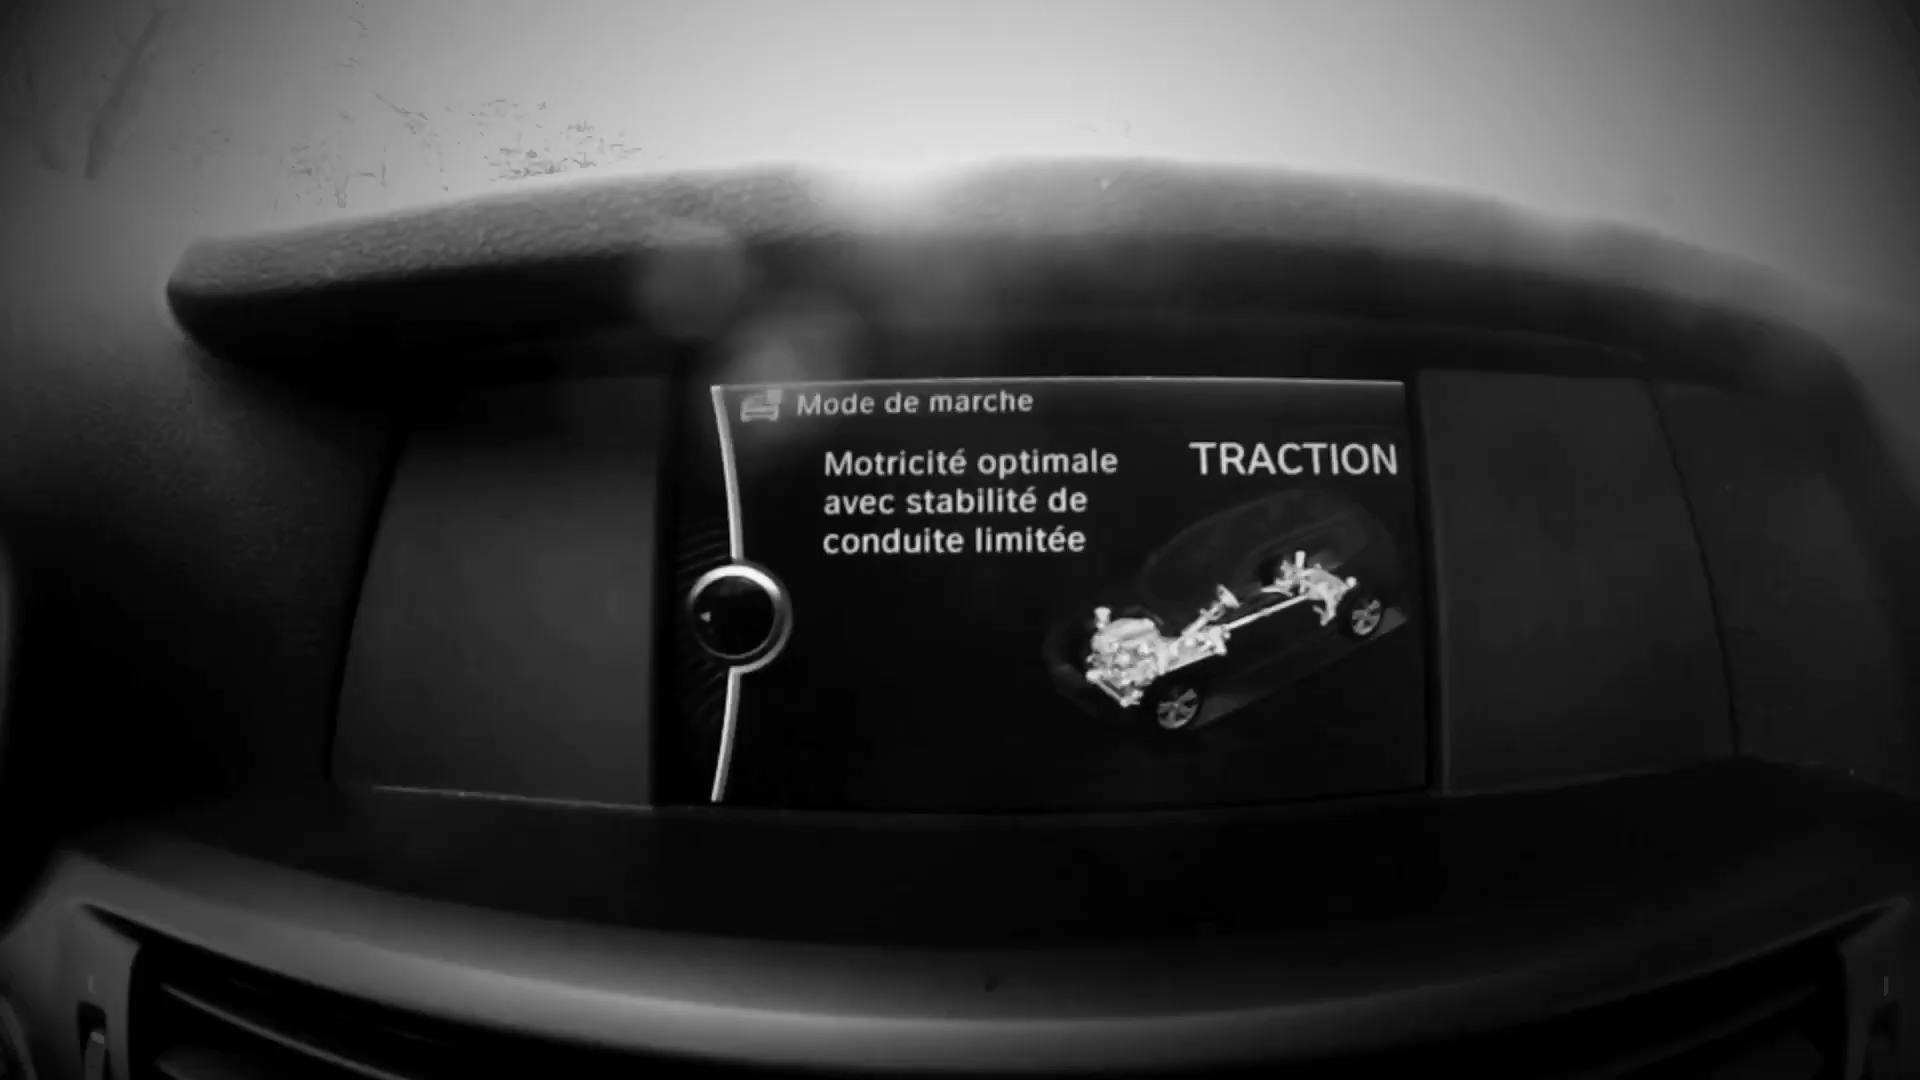 Mode de marche
Motricité optimale
avec stabilité de
conduite limitée
TRACTION